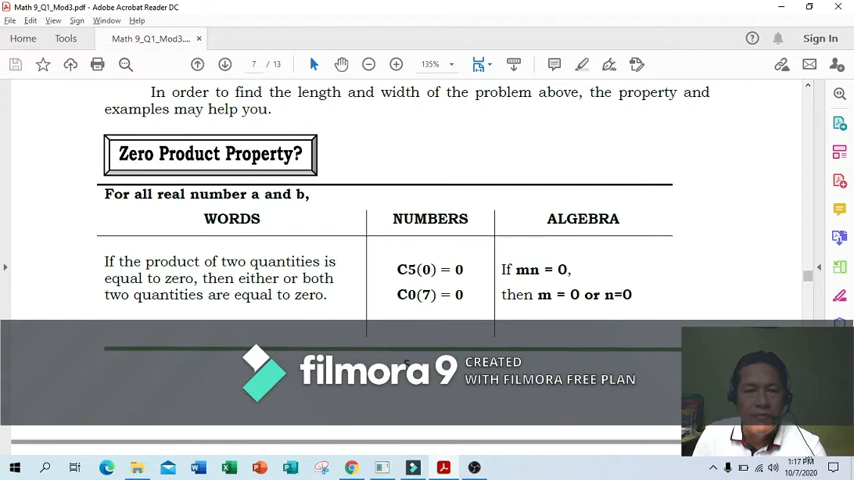 Math 9_Q1_Mod3.pdf - Adobe Acrobat Reader DC
File Edit View Sign Window Help
Home Tools Math 9_Q1_Mod3.... × Sign In
7 / 13 135%
In order to find the length and width of the problem above, the property and
examples may help you.
Zero Product Property?
For all real number a and b,
WORDS NUMBERS ALGEBRA
If the product of two quantities is
equal to zero, then either or both
two quantities are equal to zero.
C5(0) = 0
C0(7) = 0
If mn = 0,
then m = 0 or n=0
filmora 9 CREATED
WITH FILMORA FREE PLAN
1:17 PM
10/7/2020